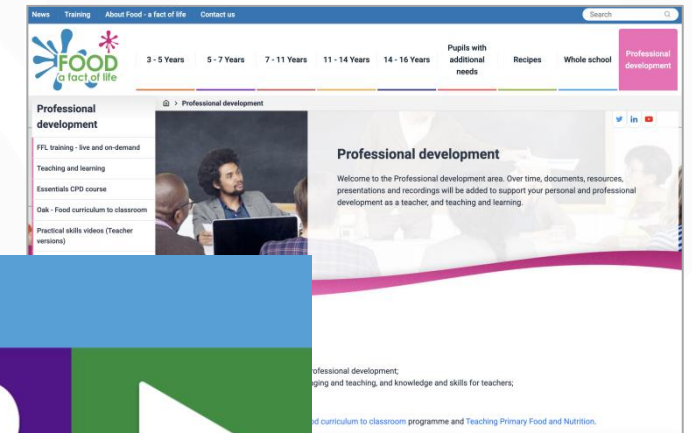 News Training About Food - a fact of life Contact us Search
FOOD
a fact of life
3 - 5 Years 5 - 7 Years 7 - 11 Years 11 - 14 Years 14 - 16 Years Pupils with additional needs Recipes Whole school Professional development
Professional development
Professional
development
FFL training - live and on-demand
Teaching and learning
Essentials CPD course
Oak - Food curriculum to classroom
Practical skills videos (Teacher
versions)
Professional development
Welcome to the Professional development area. Over time, documents, resources,
presentations and recordings will be added to support your personal and professional
development as a teacher, and teaching and learning.
professional development;
ging and teaching, and knowledge and skills for teachers;
od curriculum to classroom programme and Teaching Primary Food and Nutrition.